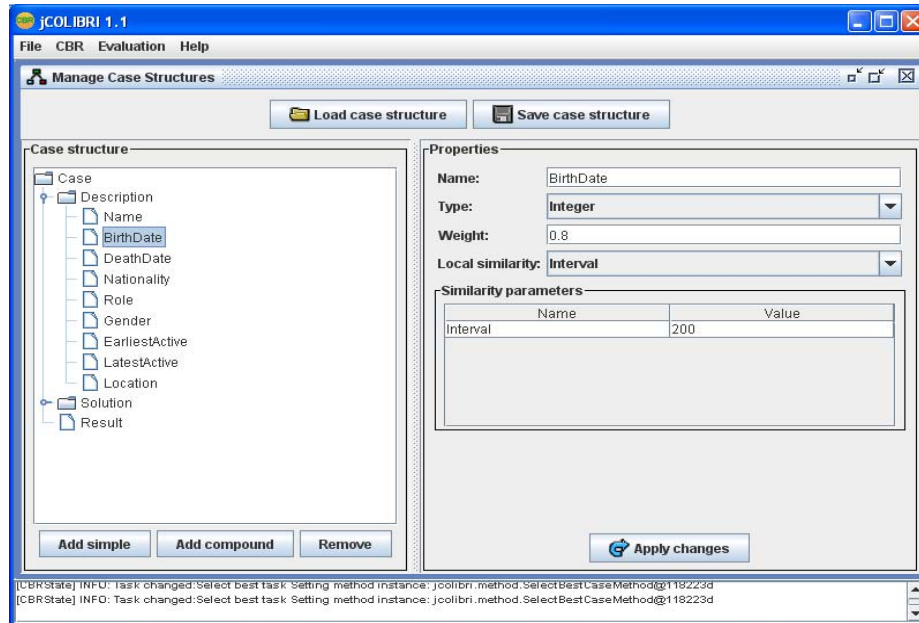 CBR jCOLIBRI 1.1
File CBR Evaluation Help
Manage Case Structures
Load case structure Save case structure
Case structure
Case
Description
Name
BirthDate
DeathDate
Nationality
Role
Gender
EarliestActive
LatestActive
Location
Solution
Result
Add simple Add compound Remove
Properties
Name: BirthDate
Type: Integer
Weight: 0.8
Local similarity: Interval
Similarity parameters
Name Value
Interval 200
Apply changes
[CBRState] INFO: Task changed:Select best task Setting method instance: jcolibri.method.SelectBestCaseMethod@118223d
[CBRState] INFO: Task changed:Select best task Setting method instance: jcolibri.method.SelectBestCaseMethod@118223d